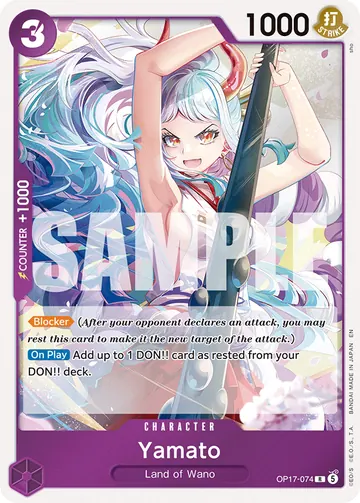 3
1000
打
STRIKE
COUNTER +1000
SAMPLE
Blocker (After your opponent declares an attack, you may
rest this card to make it the new target of the attack.)
On Play Add up to 1 DON!! card as rested from your
DON!! deck.
CHARACTER
Yamato
Land of Wano
OP17-074 R 5
©E.O./S., T.A. BANDAI MADE IN JAPAN EN